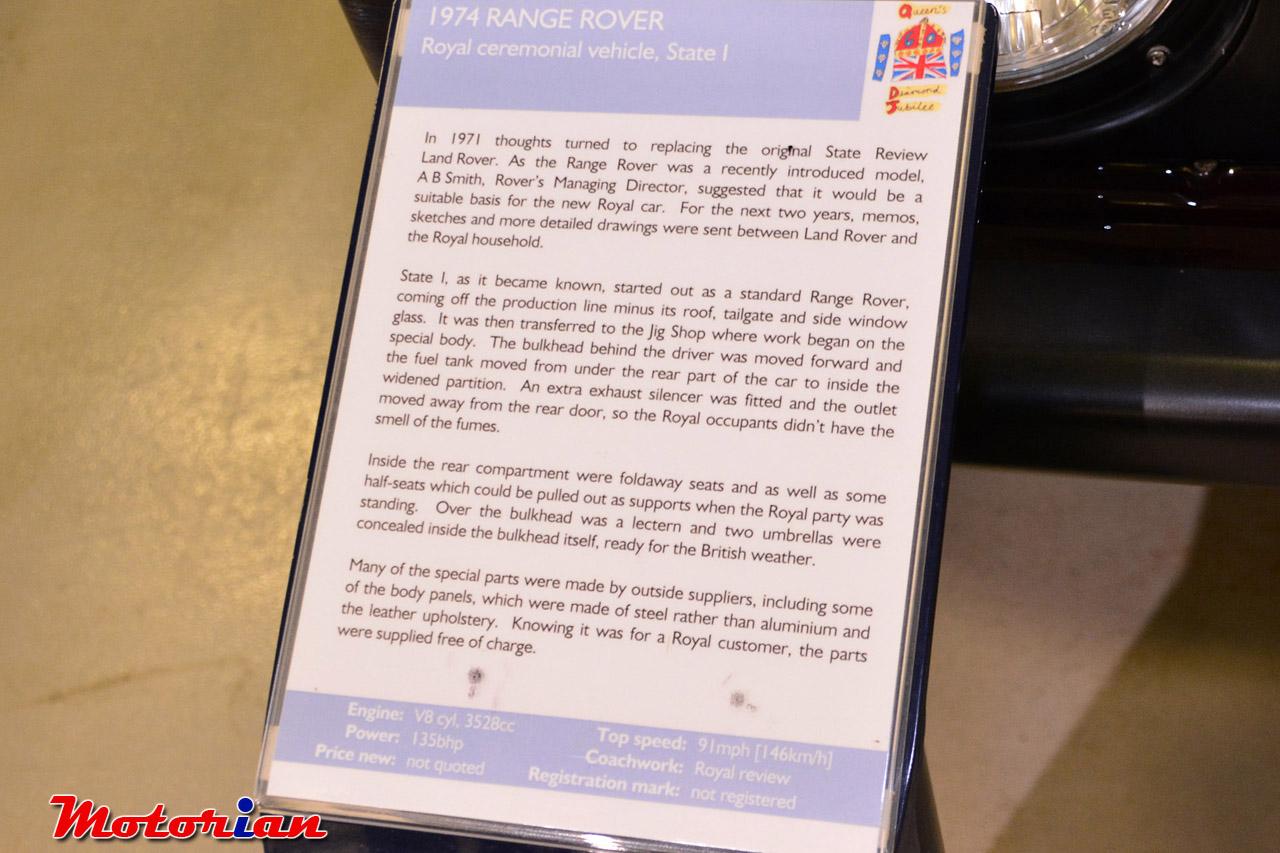 1974 RANGE ROVER
Royal ceremonial vehicle, State I
Queen's
60
Diamond
Jubilee
In 1971 thoughts turned to replacing the original State Review
Land Rover. As the Range Rover was a recently introduced model,
A B Smith, Rover's Managing Director, suggested that it would be a
suitable basis for the new Royal car. For the next two years, memos,
sketches and more detailed drawings were sent between Land Rover and
the Royal household.
State I, as it became known, started out as a standard Range Rover,
coming off the production line minus its roof, tailgate and side window
glass. It was then transferred to the Jig Shop where work began on the
special body. The bulkhead behind the driver was moved forward and
the fuel tank moved from under the rear part of the car to inside the
widened partition. An extra exhaust silencer was fitted and the outlet
moved away from the rear door, so the Royal occupants didn't have the
smell of the fumes.
Inside the rear compartment were foldaway seats and as well as some
half-seats which could be pulled out as supports when the Royal party was
standing. Over the bulkhead was a lectern and two umbrellas were
concealed inside the bulkhead itself, ready for the British weather.
Many of the special parts were made by outside suppliers, including some
of the body panels, which were made of steel rather than aluminium and
the leather upholstery. Knowing it was for a Royal customer, the parts
were supplied free of charge.
Engine: V8 cyl, 3528cc
Power: 135bhp
Price new: not quoted
Top speed: 91mph [146km/h]
Coachwork: Royal review
Registration mark: not registered
Motorian